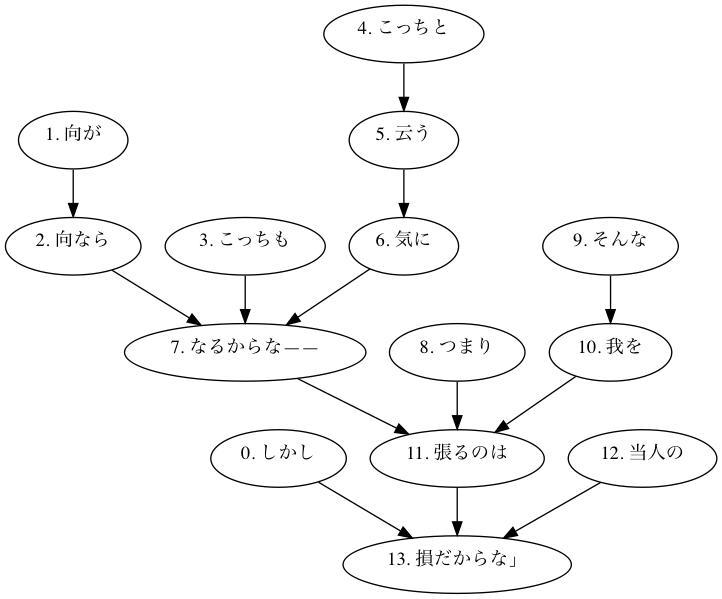 4. こっちと
1. 向が
5. 云う
2. 向なら
3. こっちも
6. 気に
9. そんな
7. なるからな――
8. つまり
10. 我を
0. しかし
11. 張るのは
12. 当人の
13. 損だからな」